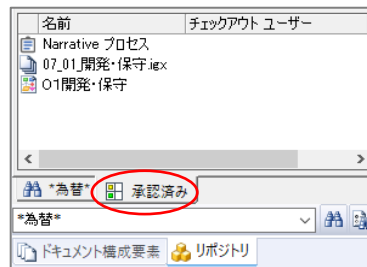 名前 チェックアウト ユーザー
Narrative プロセス
07_01_開発・保守.igx
01開発・保守
*為替* 承認済み
*為替*
ドキュメント構成要素 リポジトリ